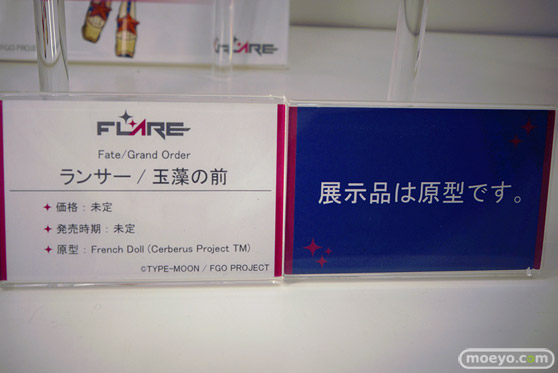 FLARE
FLARE
Fate/Grand Order
ランサー / 玉藻の前
価格 : 未定
発売時期 : 未定
原型 : French Doll (Cerberus Project TM)
©TYPE-MOON / FGO PROJECT
展示品は原型です。
moeyo.com